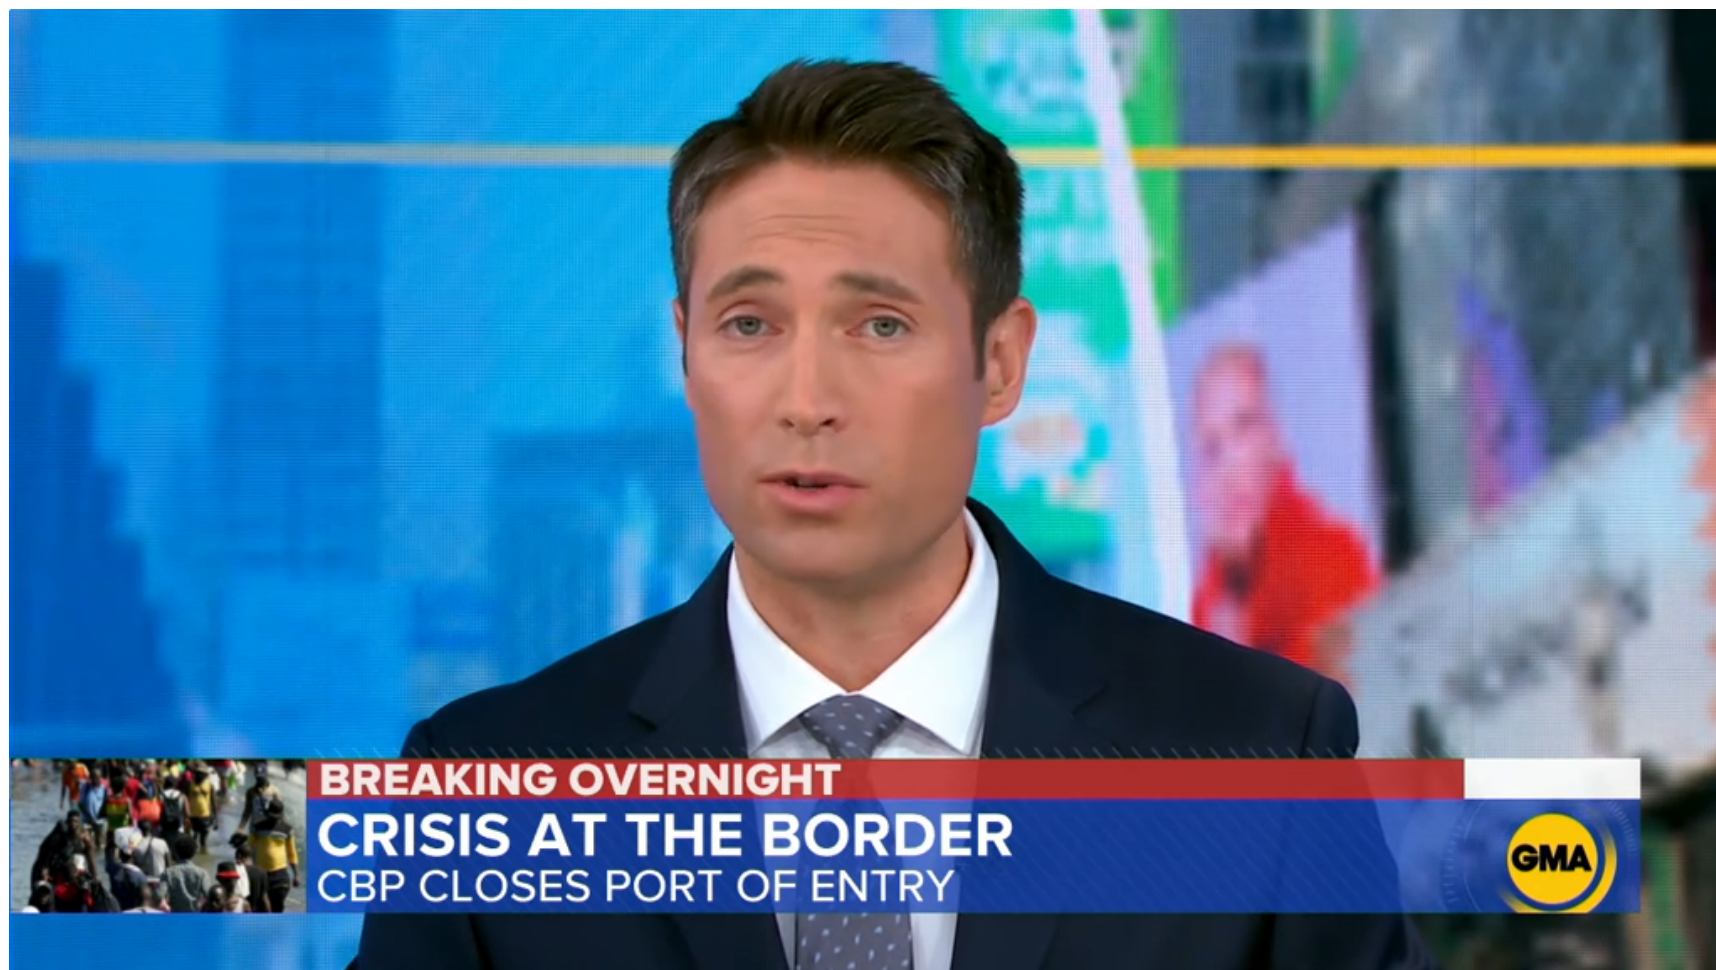 BREAKING OVERNIGHT
CRISIS AT THE BORDER
CBP CLOSES PORT OF ENTRY
GMA